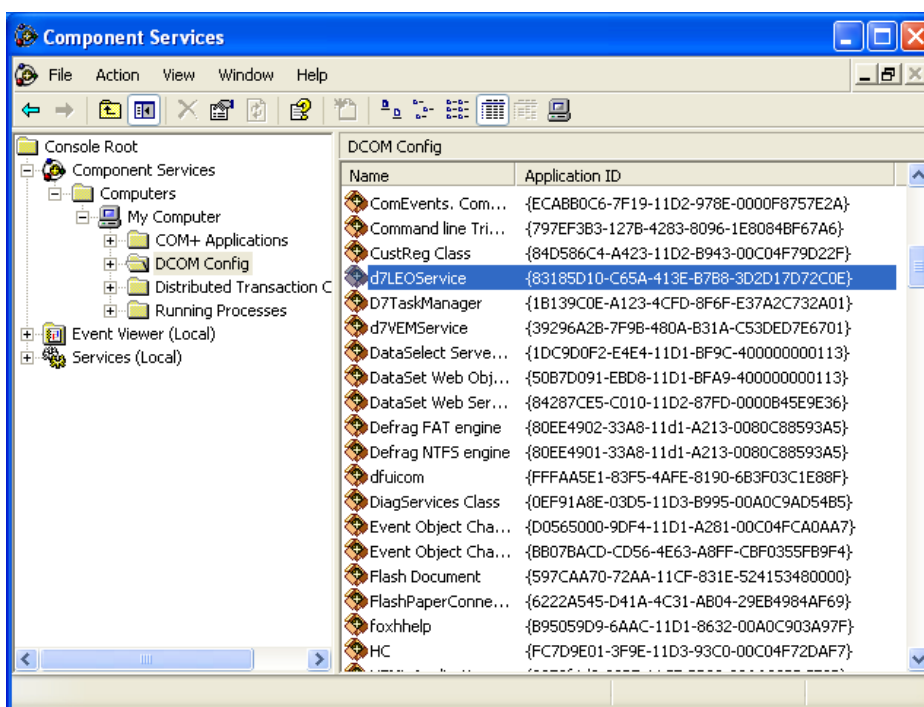 Component Services
File Action View Window Help
Console Root
Component Services
Computers
My Computer
COM+ Applications
DCOM Config
Distributed Transaction C
Running Processes
Event Viewer (Local)
Services (Local)
DCOM Config
Name Application ID
ComEvents. Com... {ECABB0C6-7F19-11D2-978E-0000F8757E2A}
Command line Tri... {797EF3B3-127B-4283-8096-1E8084BF67A6}
CustReg Class {84D586C4-A423-11D2-B943-00C04F79D22F}
d7LEOService {83185D10-C65A-413E-B7B8-3D2D17D72C0E}
D7TaskManager {1B139C0E-A123-4CFD-8F6F-E37A2C732A01}
d7VEMService {39296A2B-7F9B-480A-B31A-C53DED7E6701}
DataSelect Serve... {1DC9D0F2-E4E4-11D1-BF9C-400000000113}
DataSet Web Obj... {50B7D091-EBD8-11D1-BFA9-400000000113}
DataSet Web Ser... {84287CE5-C010-11D2-87FD-0000B45E9E36}
Defrag FAT engine {80EE4902-33A8-11d1-A213-0080C88593A5}
Defrag NTFS engine {80EE4901-33A8-11d1-A213-0080C88593A5}
dfuicom {FFFAA5E1-83F5-4AFE-8190-6B3F03C1E88F}
DiagServices Class {0EF91A8E-03D5-11D3-B995-00A0C9AD54B5}
Event Object Cha... {D0565000-9DF4-11D1-A281-00C04FCA0AA7}
Event Object Cha... {BB07BACD-CD56-4E63-A8FF-CBF0355FB9F4}
Flash Document {597CAA70-72AA-11CF-831E-524153480000}
FlashPaperConne... {6222A545-D41A-4C31-AB04-29EB4984AF69}
foxhhelp {B95059D9-6AAC-11D1-8632-00A0C903A97F}
HC {FC7D9E01-3F9E-11D3-93C0-00C04F72DAF7}